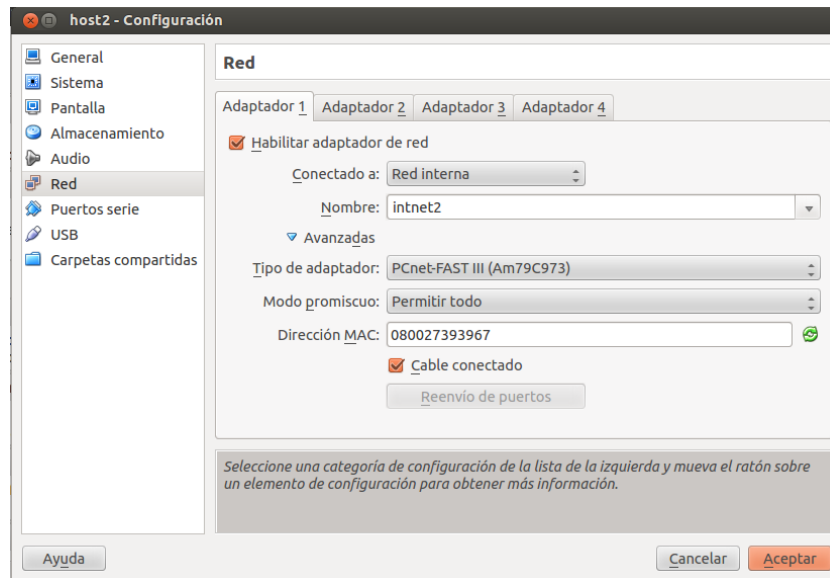 host2 - Configuración
General
Sistema
Pantalla
Almacenamiento
Audio
Red
Puertos serie
USB
Carpetas compartidas
Red
Adaptador 1 Adaptador 2 Adaptador 3 Adaptador 4
Habilitar adaptador de red
Conectado a: Red interna
Nombre: intnet2
Avanzadas
Tipo de adaptador: PCnet-FAST III (Am79C973)
Modo promiscuo: Permitir todo
Dirección MAC: 080027393967
Cable conectado
Reenvío de puertos
Seleccione una categoría de configuración de la lista de la izquierda y mueva el ratón sobre
un elemento de configuración para obtener más información.
Ayuda Cancelar Aceptar